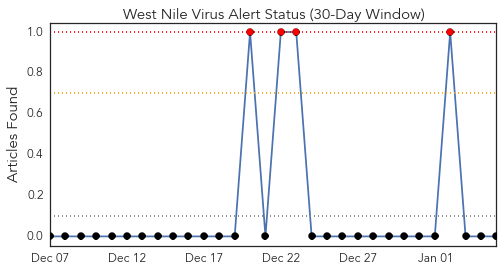 West Nile Virus Alert Status (30-Day Window)
Articles Found
1.0
0.8
0.6
0.4
0.2
0.0
Dec 07 Dec 12 Dec 17 Dec 22 Dec 27 Jan 01